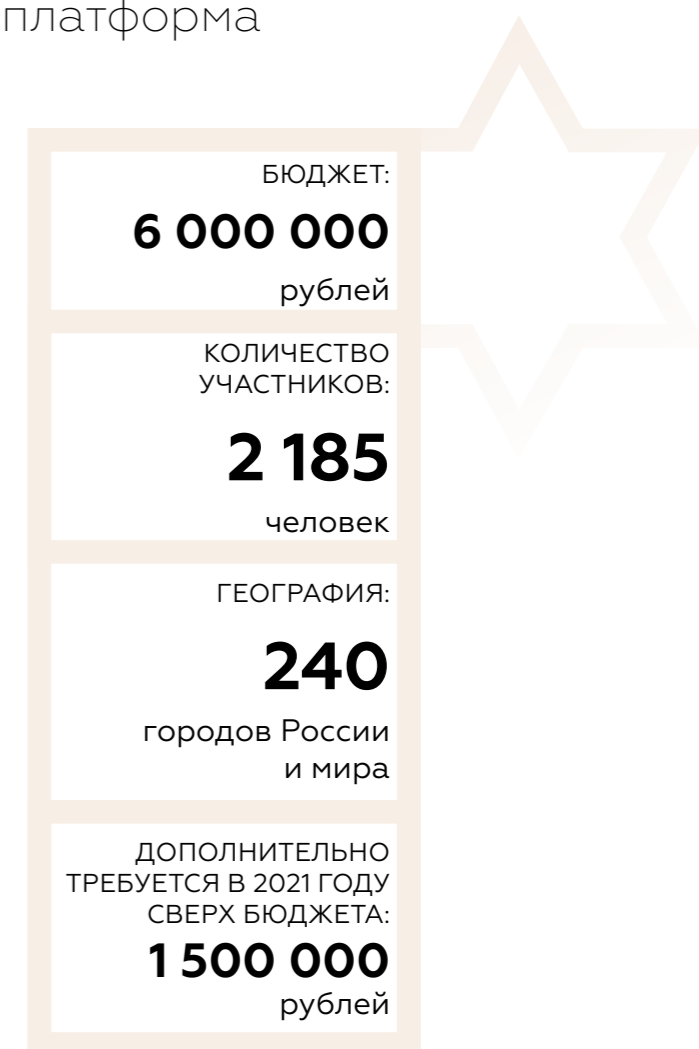 платформа
БЮДЖЕТ:
6 000 000
рублей
КОЛИЧЕСТВО
УЧАСТНИКОВ:
2 185
человек
ГЕОГРАФИЯ:
240
городов России
и мира
ДОПОЛНИТЕЛЬНО
ТРЕБУЕТСЯ В 2021 ГОДУ
СВЕРХ БЮДЖЕТА:
1 500 000
рублей